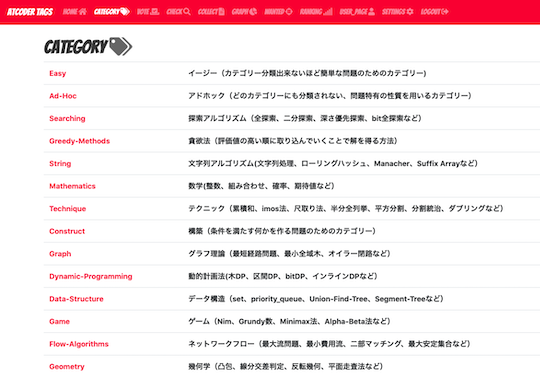 ATCODER TAGS HOME CATEGORY VOTE CHECK COLLECT GRAPH WANTED RANKING USER_PAGE SETTINGS LOGOUT
CATEGORY
Easy イージー（カテゴリー分類出来ないほど簡単な問題のためのカテゴリー)
Ad-Hoc アドホック（どのカテゴリーにも分類されない、問題特有の性質を用いるカテゴリー）
Searching 探索アルゴリズム（全探索、二分探索、深さ優先探索、bit全探索など）
Greedy-Methods 貪欲法（評価値の高い順に取り込んでいくことで解を得る方法）
String 文字列アルゴリズム(文字列処理、ローリングハッシュ、Manacher、Suffix Arrayなど）
Mathematics 数学(整数、組み合わせ、確率、期待値など）
Technique テクニック（累積和、imos法、尺取り法、半分全列挙、平方分割、分割統治、ダブリングなど）
Construct 構築（条件を満たす何かを作る問題のためのカテゴリー）
Graph グラフ理論（最短経路問題、最小全域木、オイラー閉路など）
Dynamic-Programming 動的計画法(木DP、区間DP、bitDP、インラインDPなど）
Data-Structure データ構造（set、priority_queue、Union-Find-Tree、Segment-Treeなど）
Game ゲーム（Nim、Grundy数、Minimax法、Alpha-Beta法など）
Flow-Algorithms ネットワークフロー（最大流問題、最小費用流、二部マッチング、最大安定集合など）
Geometry 幾何学（凸包、線分交差判定、反転幾何、平面走査法など）